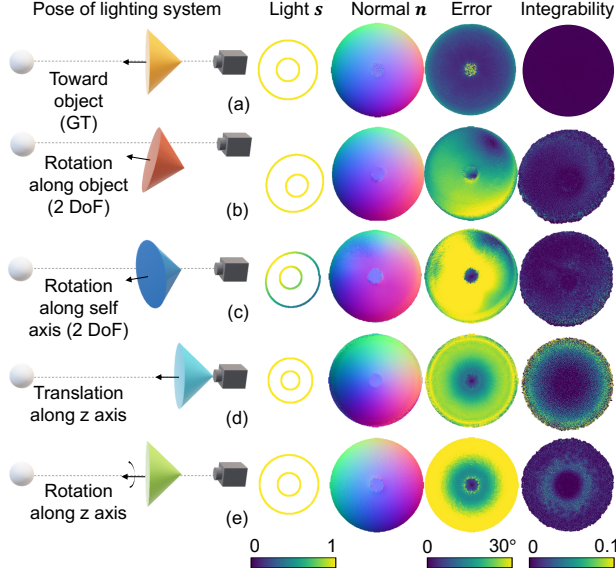 Pose of lighting system Light s Normal n Error Integrability
Toward
object
(GT)
(a)
Rotation
along object
(2 DoF)
(b)
Rotation
along self
axis (2 DoF)
(c)
Translation
along z axis
(d)
Rotation
along z axis
(e)
0 1 0 30° 0 0.1